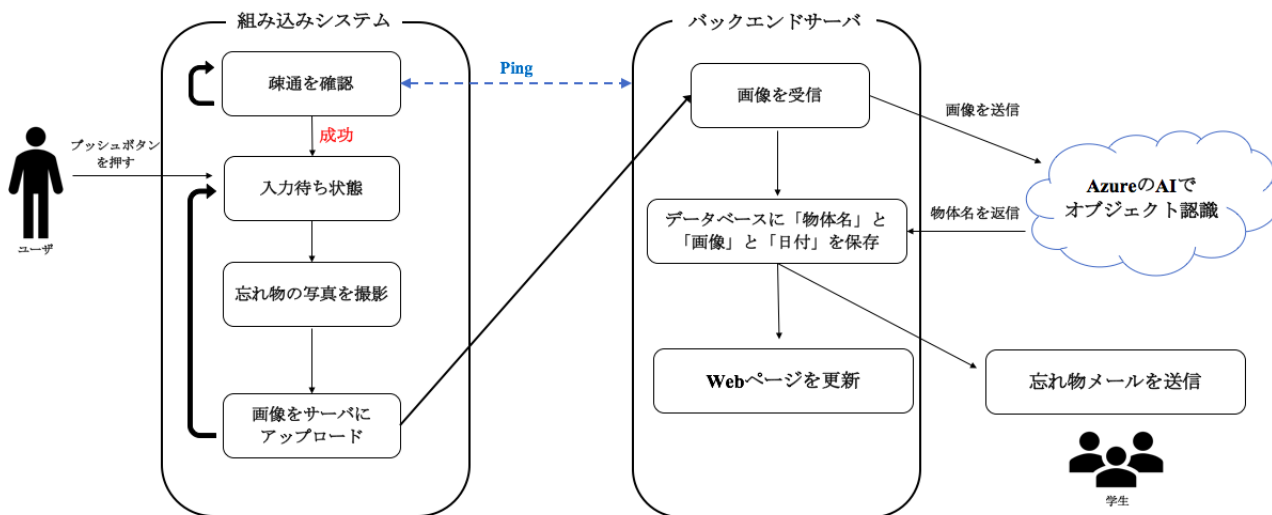 組み込みシステム
疎通を確認
成功
入力待ち状態
忘れ物の写真を撮影
画像をサーバに
アップロード
プッシュボタン
を押す
ユーザ
Ping
バックエンドサーバ
画像を受信
データベースに「物体名」と
「画像」と「日付」を保存
Webページを更新
画像を送信
AzureのAIで
オブジェクト認識
物体名を返信
忘れ物メールを送信
学生